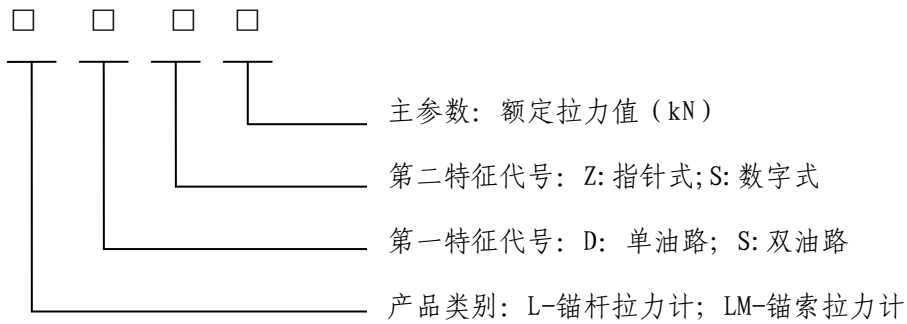 □ □ □ □
主参数：额定拉力值（kN）
第二特征代号：Z:指针式;S:数字式
第一特征代号：D：单油路；S:双油路
产品类别：L-锚杆拉力计；LM-锚索拉力计